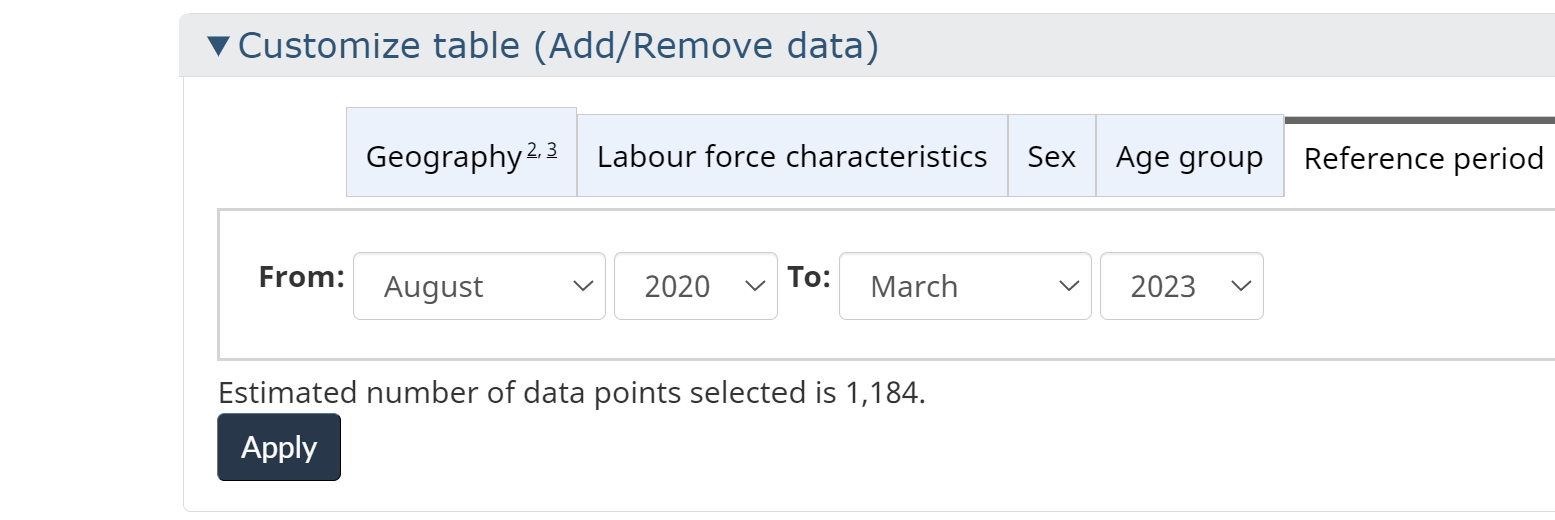 ▼ Customize table (Add/Remove data)
Geography 2, 3 Labour force characteristics Sex Age group Reference period
From: August 2020 To: March 2023
Estimated number of data points selected is 1,184.
Apply